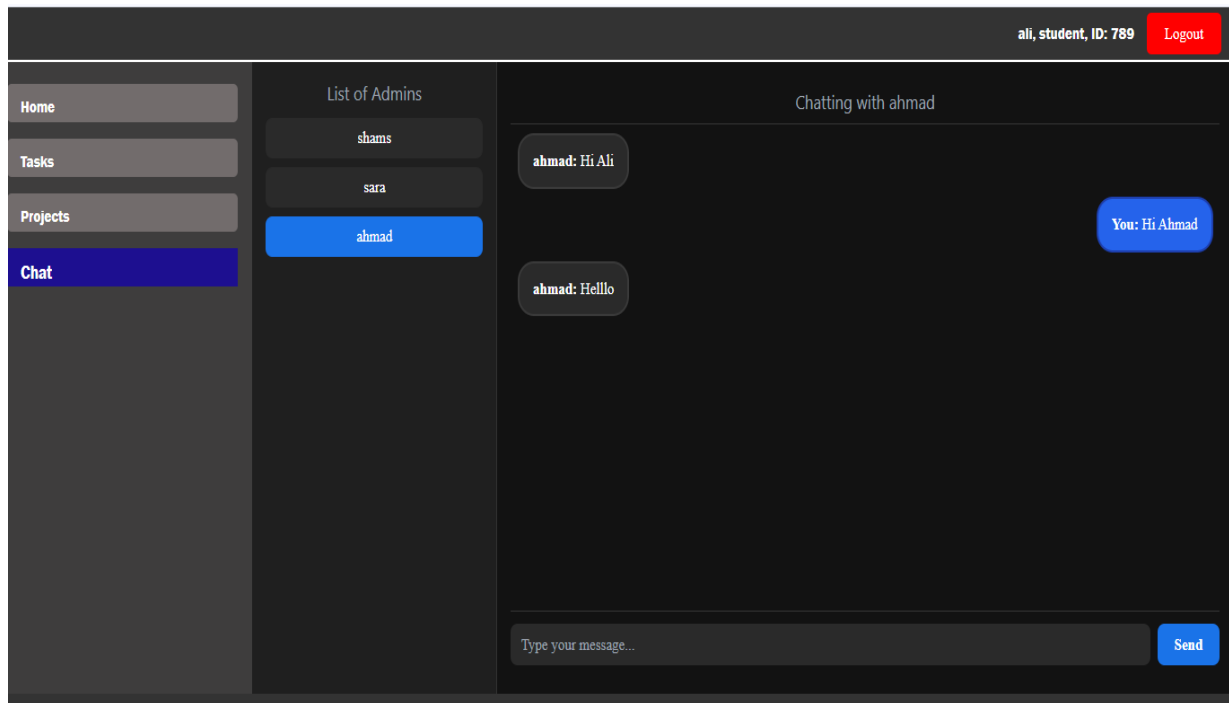 ali, student, ID: 789
Logout
Home
Tasks
Projects
Chat
List of Admins
shams
sara
ahmad
Chatting with ahmad
ahmad: Hi Ali
You: Hi Ahmad
ahmad: Helllo
Type your message...
Send